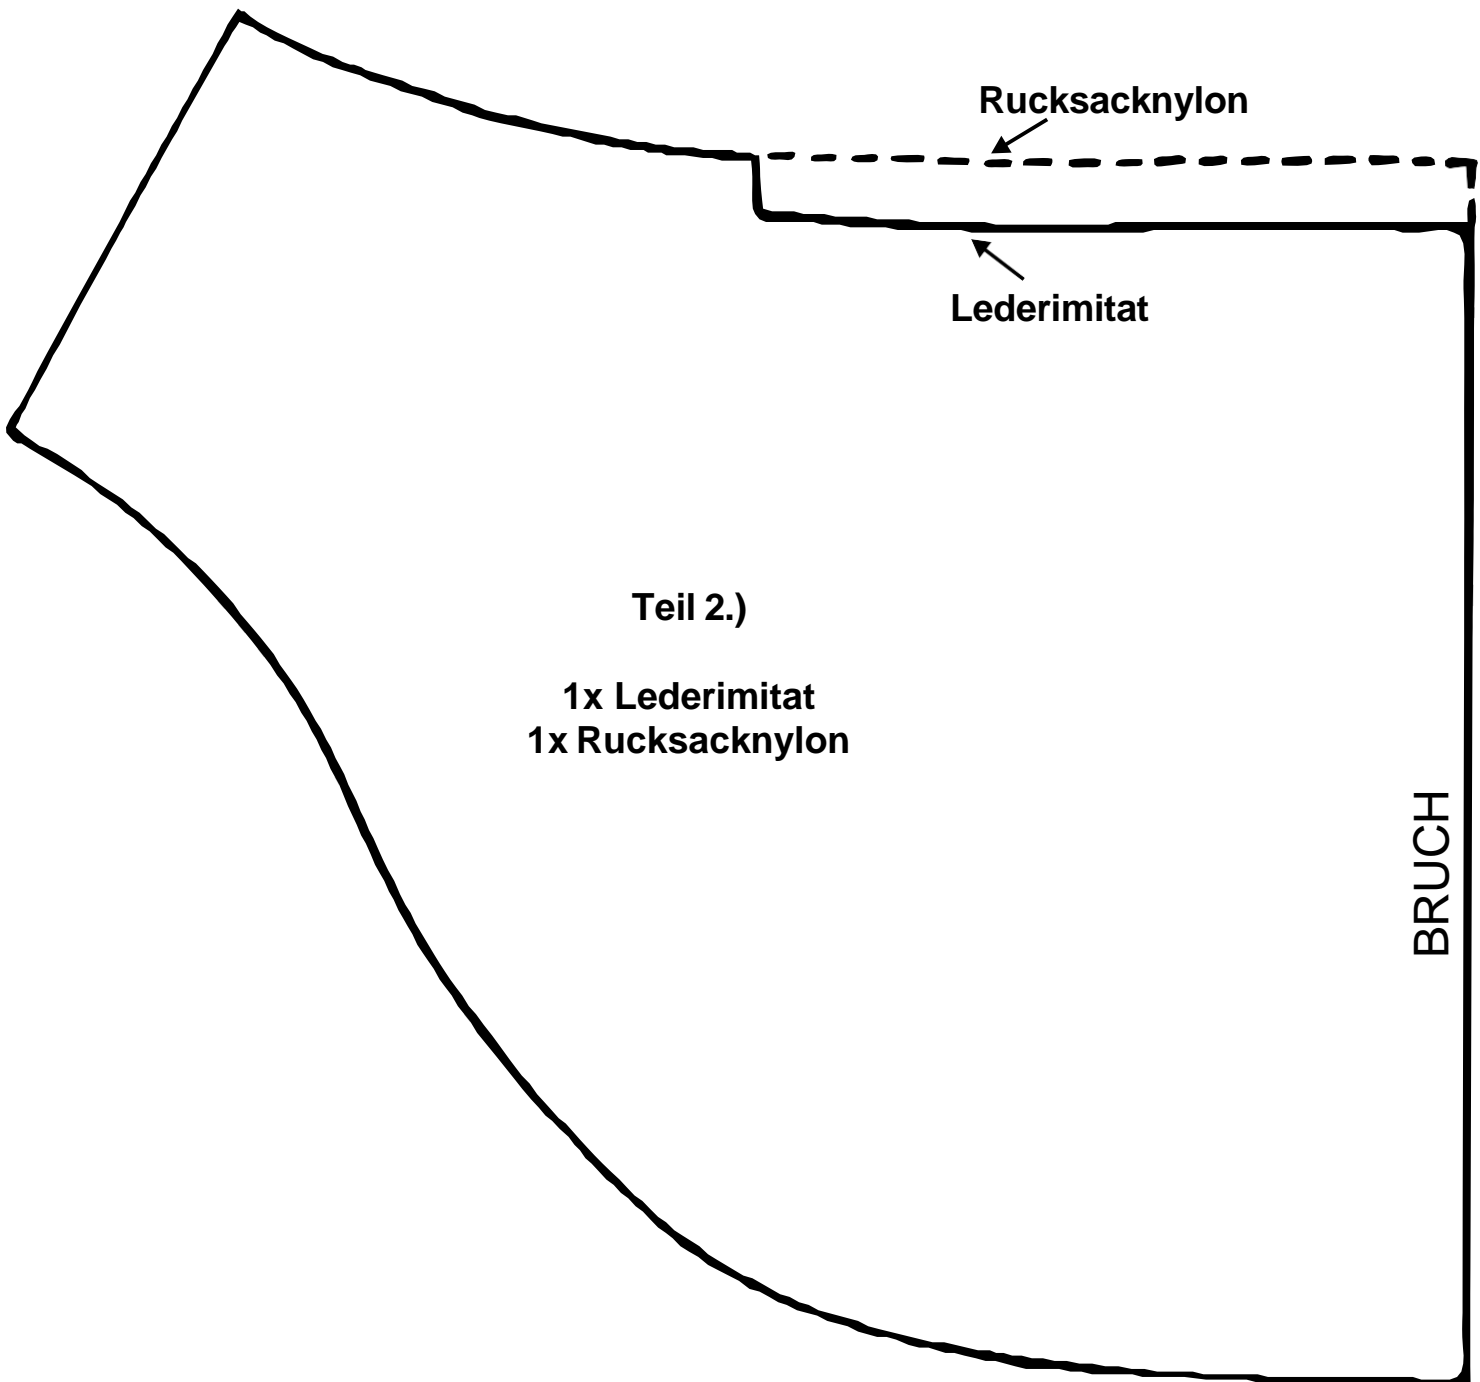 Rucksacknylon
Lederimitat
Teil 2.)
1x Lederimitat
1x Rucksacknylon
BRUCH